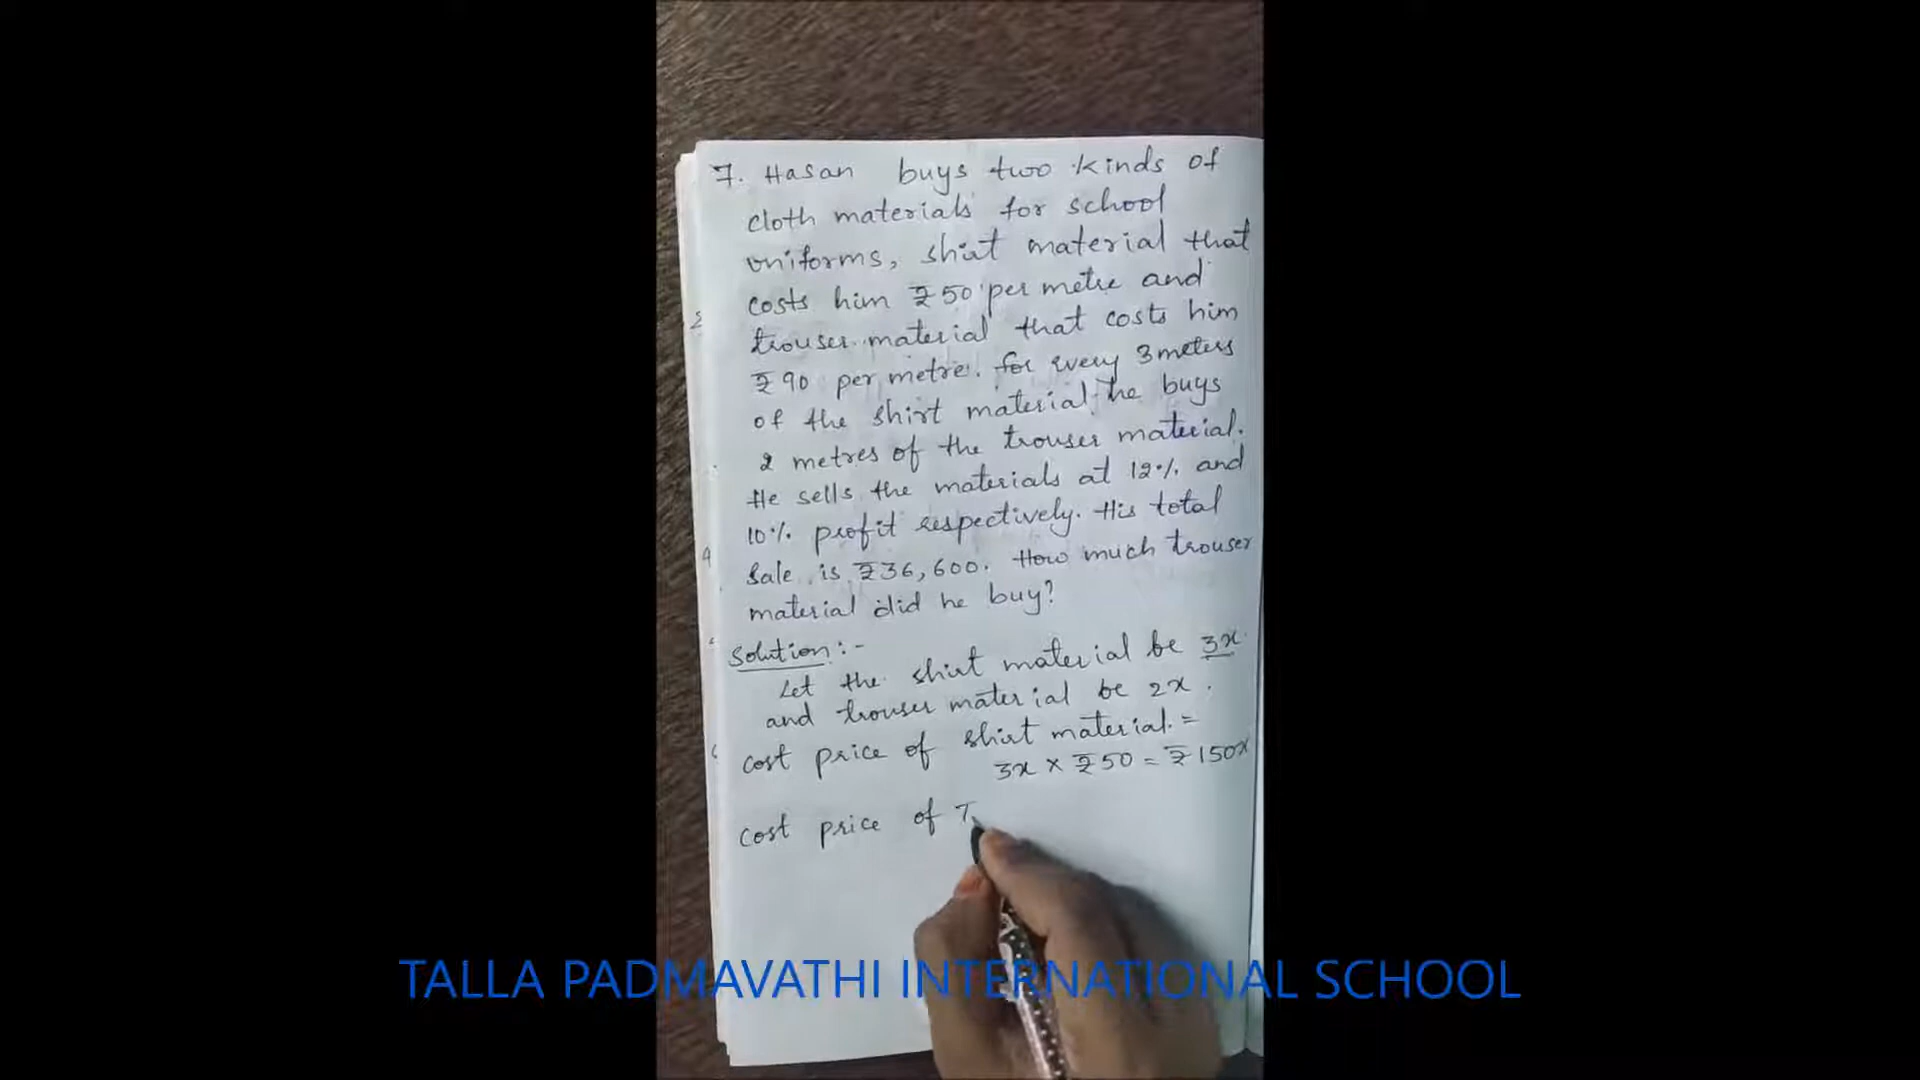 7. Hasan buys two kinds of
cloth materials for school
uniforms, shirt material that
costs him ₹50 per metre and
trouser material that costs him
₹90 per metre. for every 3 meters
of the shirt material he buys
2 metres of the trouser material.
He sells the materials at 12% and
10% profit respectively. His total
sale is ₹36,600. How much trouser
material did he buy?
Solution:-
Let the shirt material be 3x
and trouser material be 2x.
cost price of shirt material =
3x × ₹50 = ₹150x
cost price of T
TALLA PADMAVATHI INTERNATIONAL SCHOOL